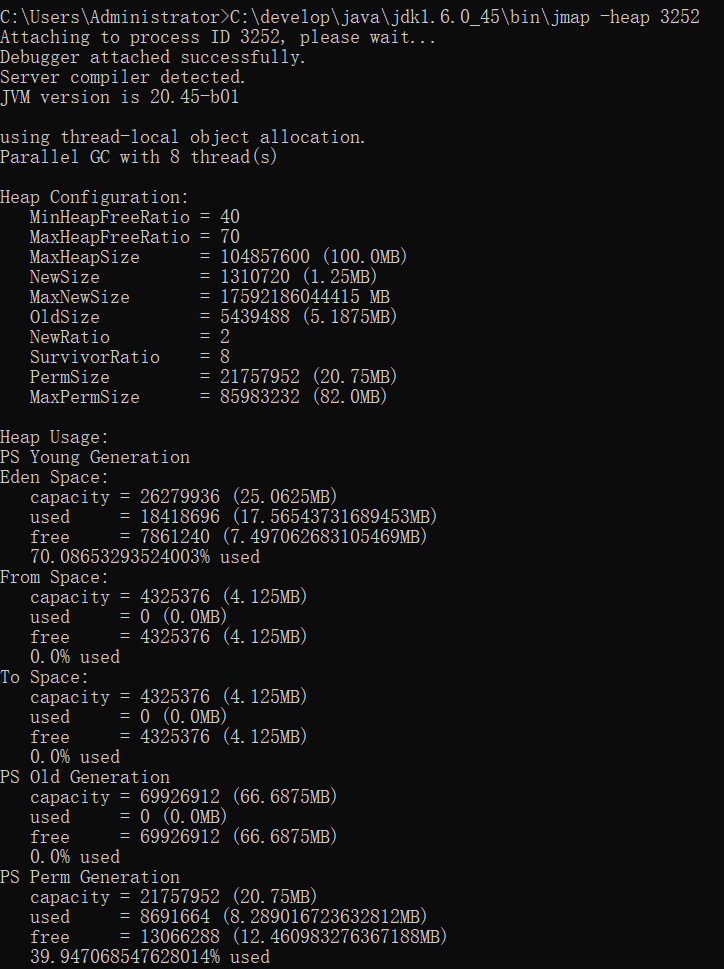 C:\Users\Administrator>C:\develop\java\jdk1.6.0_45\bin\jmap -heap 3252
Attaching to process ID 3252, please wait...
Debugger attached successfully.
Server compiler detected.
JVM version is 20.45-b01

using thread-local object allocation.
Parallel GC with 8 thread(s)

Heap Configuration:
   MinHeapFreeRatio = 40
   MaxHeapFreeRatio = 70
   MaxHeapSize      = 104857600 (100.0MB)
   NewSize          = 1310720 (1.25MB)
   MaxNewSize       = 17592186044415 MB
   OldSize          = 5439488 (5.1875MB)
   NewRatio         = 2
   SurvivorRatio    = 8
   PermSize         = 21757952 (20.75MB)
   MaxPermSize      = 85983232 (82.0MB)

Heap Usage:
PS Young Generation
Eden Space:
   capacity = 26279936 (25.0625MB)
   used     = 18418696 (17.56543731689453MB)
   free     = 7861240 (7.497062683105469MB)
   70.08653293524003% used
From Space:
   capacity = 4325376 (4.125MB)
   used     = 0 (0.0MB)
   free     = 4325376 (4.125MB)
   0.0% used
To Space:
   capacity = 4325376 (4.125MB)
   used     = 0 (0.0MB)
   free     = 4325376 (4.125MB)
   0.0% used
PS Old Generation
   capacity = 69926912 (66.6875MB)
   used     = 0 (0.0MB)
   free     = 69926912 (66.6875MB)
   0.0% used
PS Perm Generation
   capacity = 21757952 (20.75MB)
   used     = 8691664 (8.289016723632812MB)
   free     = 13066288 (12.460983276367188MB)
   39.947068547628014% used